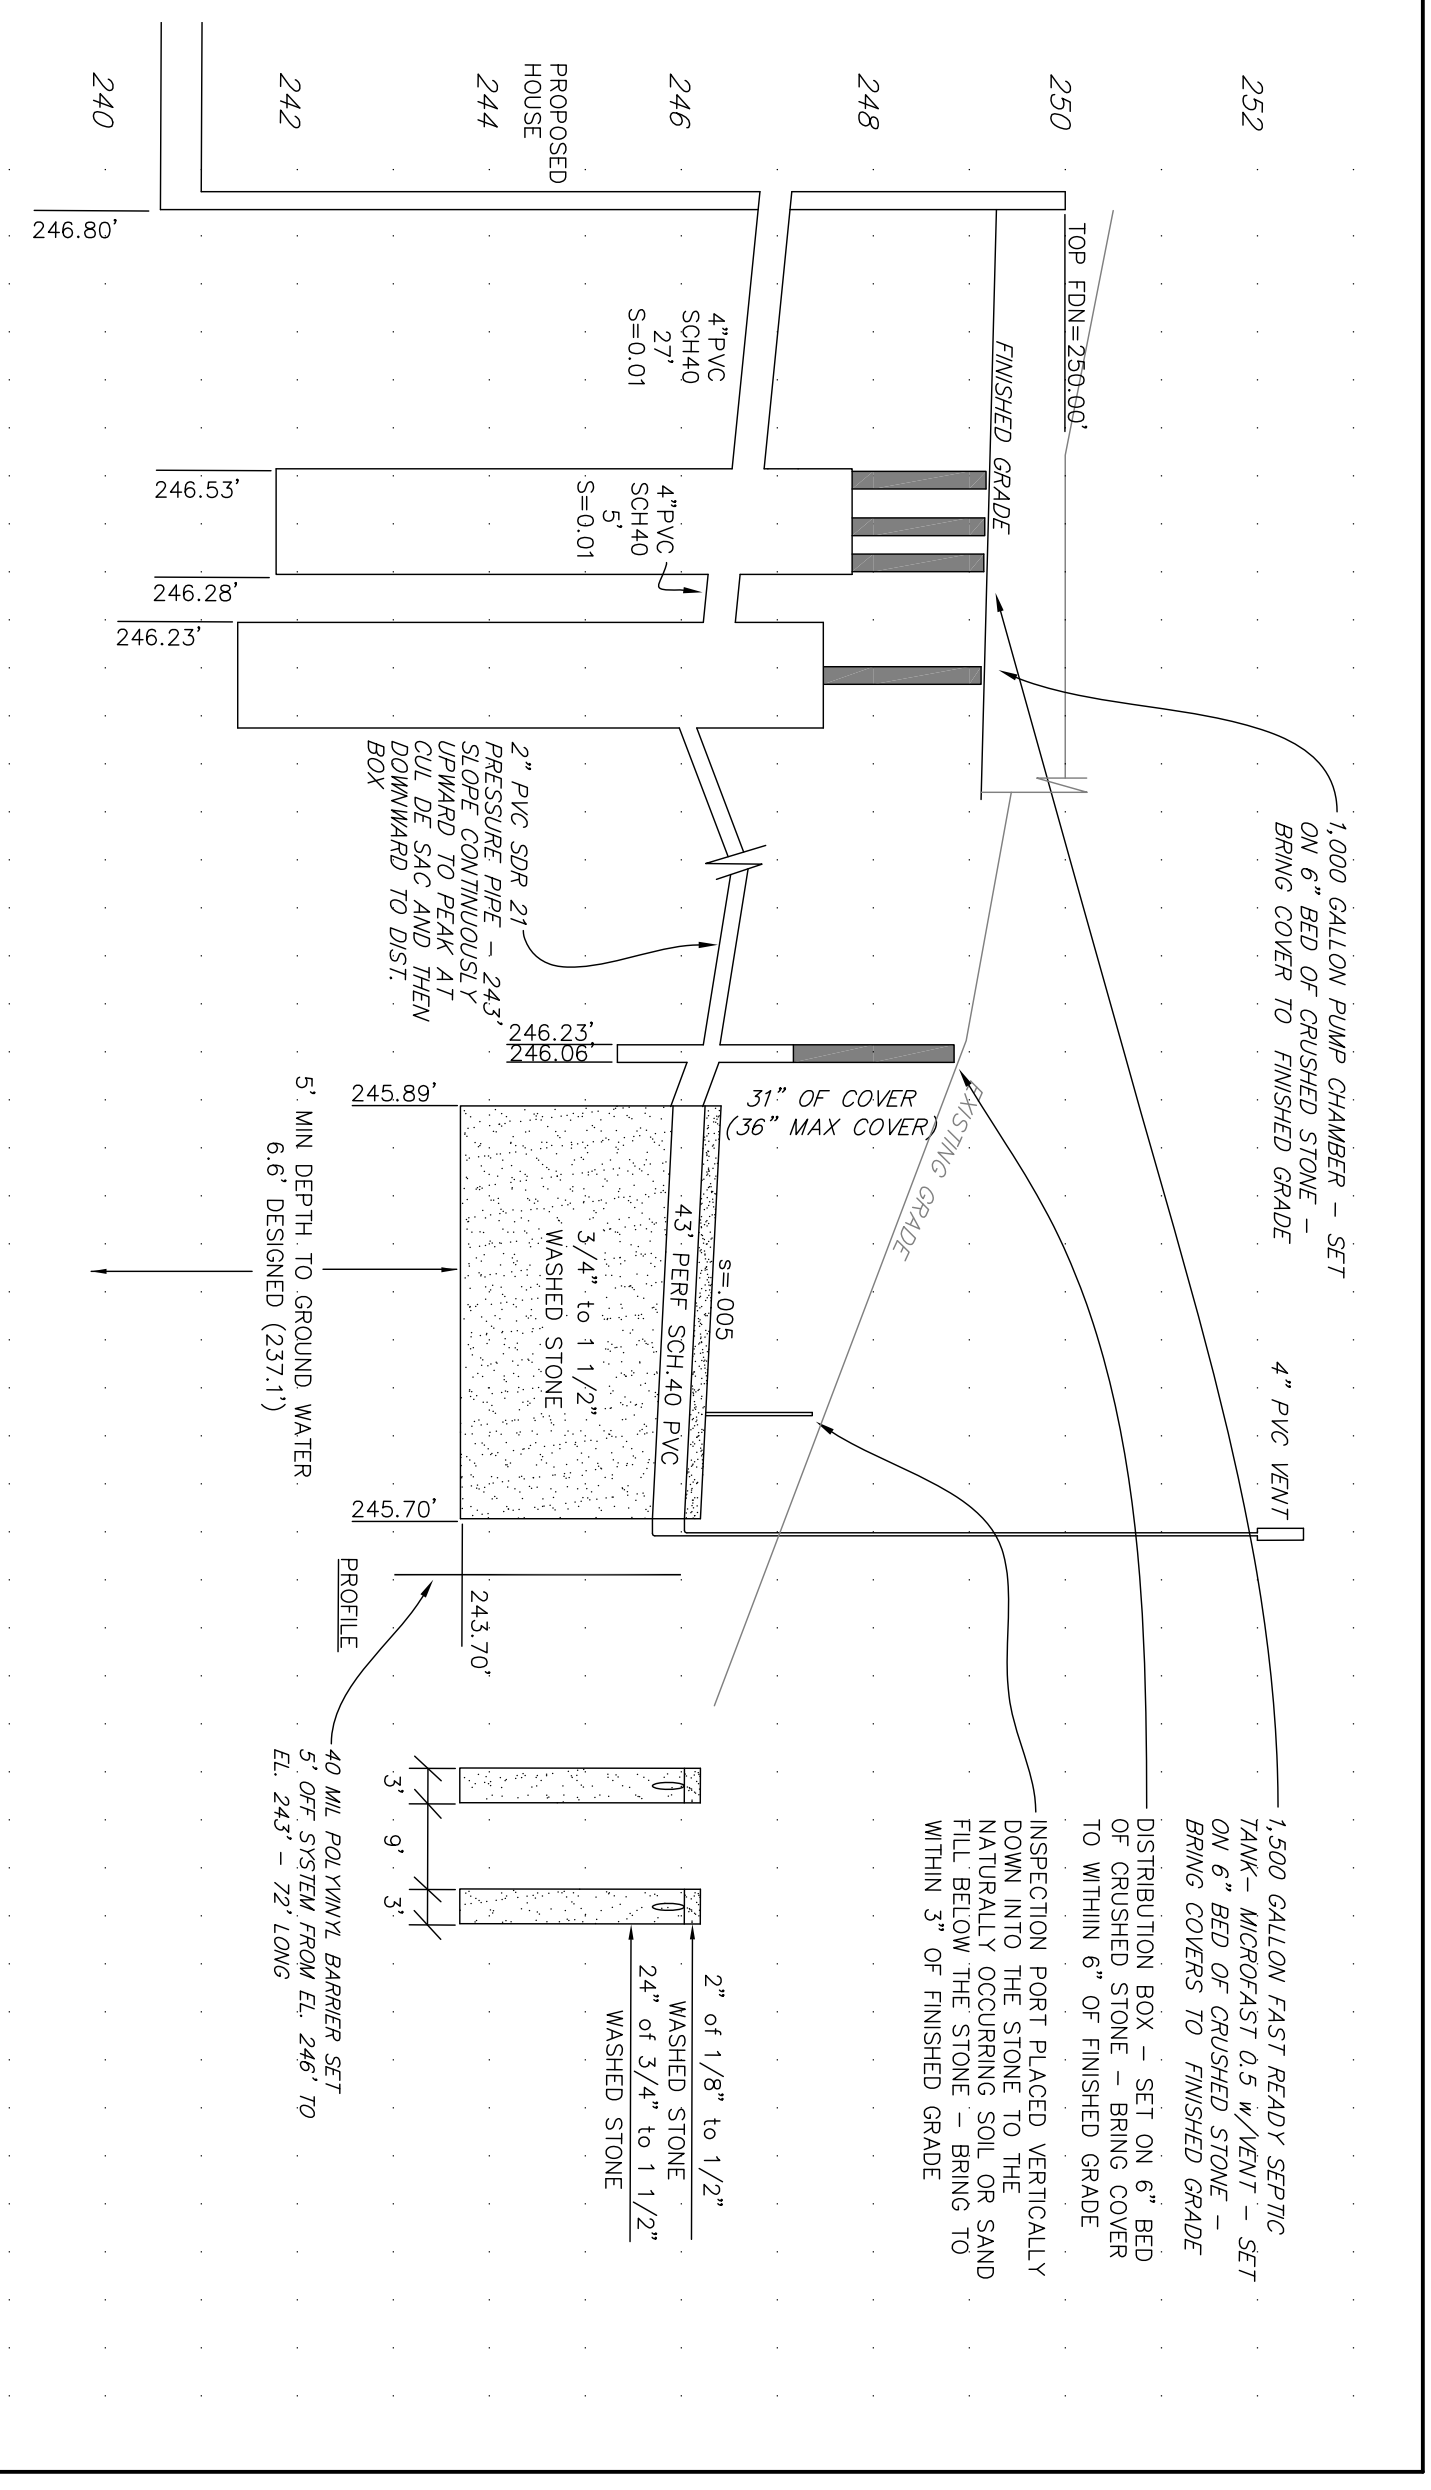 252
250
248
246
244
242
240
PROPOSED
HOUSE
TOP FDN=250.00'
FINISHED GRADE
246.80'
4"PVC
SCH40
27'
S=0.01
246.53'
4"PVC
SCH40
5'
S=0.01
246.28'
246.23'
2" PVC SDR 21
PRESSURE PIPE – 243'
SLOPE CONTINUOUSLY
UPWARD TO PEAK AT
CUL DE SAC AND THEN
DOWNWARD TO DIST.
BOX
1,000 GALLON PUMP CHAMBER – SET
ON 6" BED OF CRUSHED STONE –
BRING COVER TO FINISHED GRADE
246.23'
246.06'
245.89'
31" OF COVER
(36" MAX COVER)
EXISTING GRADE
s=.005
43' PERF SCH.40 PVC
3/4" to 1 1/2"
WASHED STONE
5' MIN DEPTH TO GROUND WATER
6.6' DESIGNED (237.1')
4" PVC VENT
245.70'
243.70'
PROFILE
1,500 GALLON FAST READY SEPTIC
TANK– MICROFAST 0.5 w/VENT – SET
ON 6" BED OF CRUSHED STONE –
BRING COVERS TO FINISHED GRADE
DISTRIBUTION BOX – SET ON 6" BED
OF CRUSHED STONE – BRING COVER
TO WITHIIN 6" OF FINISHED GRADE
INSPECTION PORT PLACED VERTICALLY
DOWN INTO THE STONE TO THE
NATURALLY OCCURRING SOIL OR SAND
FILL BELOW THE STONE – BRING TO
WITHIN 3" OF FINISHED GRADE
2" of 1/8" to 1/2"
WASHED STONE
24" of 3/4" to 1 1/2"
WASHED STONE
3'
9'
3'
40 MIL POLYVINYL BARRIER SET
5' OFF SYSTEM FROM EL. 246' TO
EL. 243' – 72' LONG